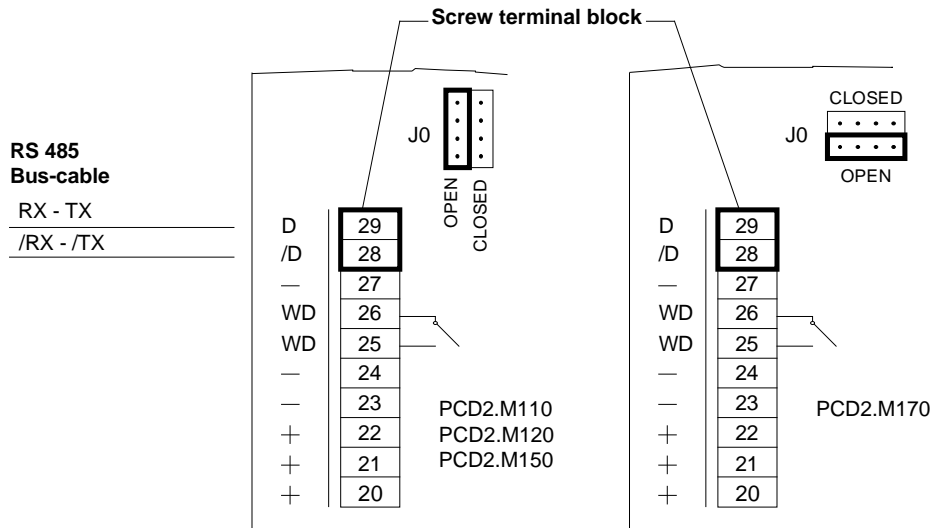 Screw terminal block
RS 485
Bus-cable
RX - TX
/RX - /TX
J0
OPEN
CLOSED
D 29
/D 28
— 27
WD 26
WD 25
— 24
— 23
+ 22
+ 21
+ 20
PCD2.M110
PCD2.M120
PCD2.M150
CLOSED
J0
OPEN
D 29
/D 28
— 27
WD 26
WD 25
— 24
— 23
+ 22
+ 21
+ 20
PCD2.M170